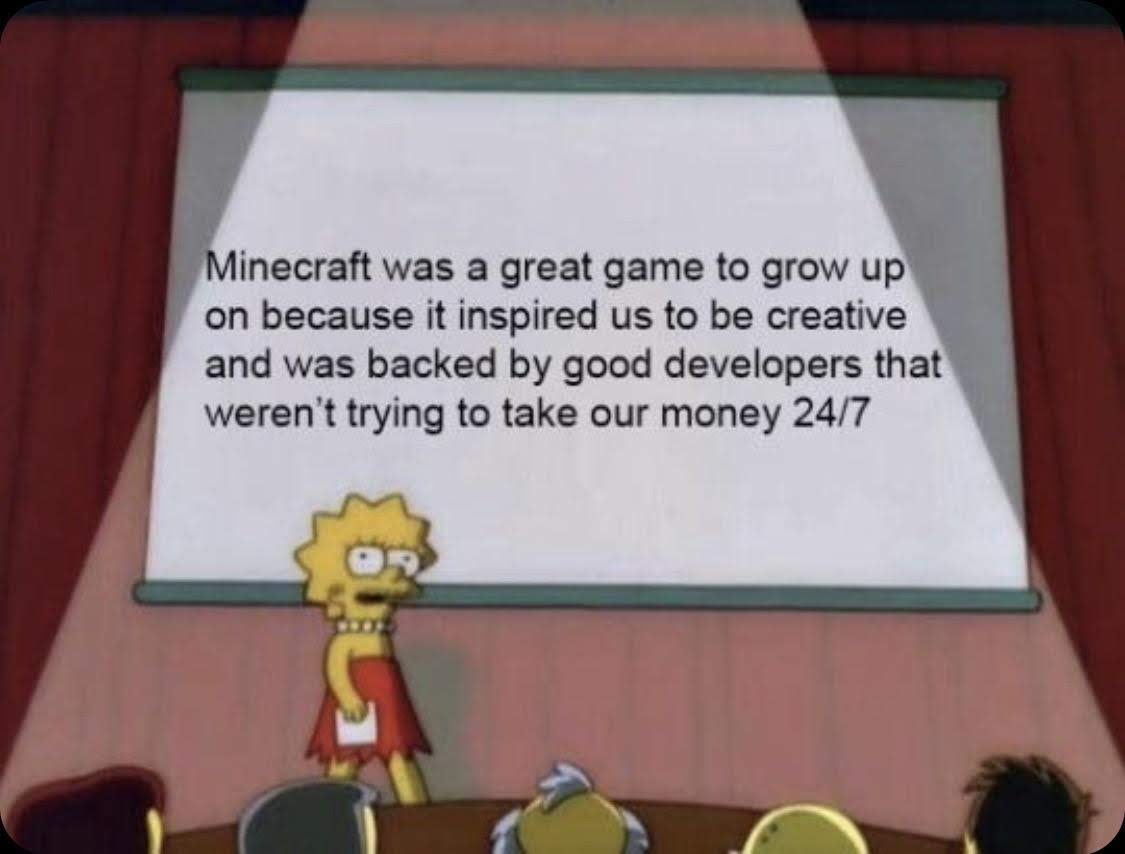 Minecraft was a great game to grow up
on because it inspired us to be creative
and was backed by good developers that
weren't trying to take our money 24/7